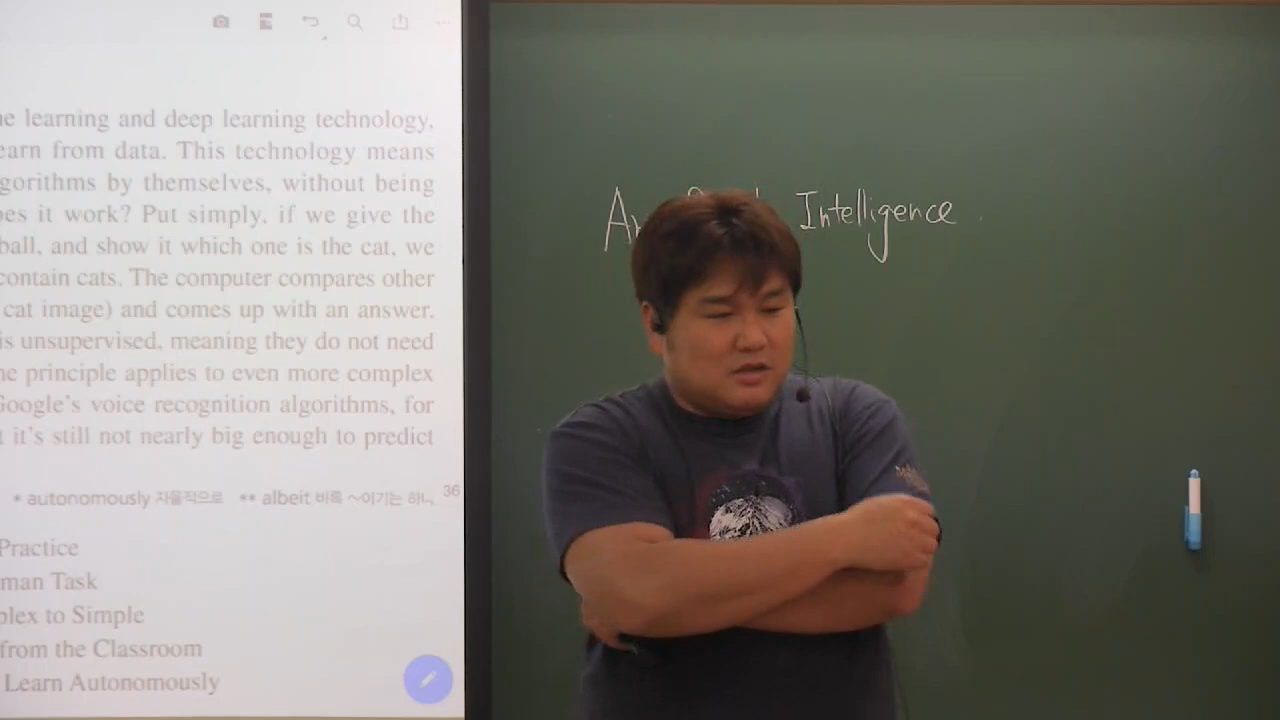 learning and deep learning technology,
from data. This technology means
by themselves, without being
it work? Put simply, if we give the
ball, and show it which one is the cat, we
contain cats. The computer compares other
cat image) and comes up with an answer.
is unsupervised, meaning they do not need
principle applies to even more complex
Google's voice recognition algorithms, for
it's still not nearly big enough to predict
* autonomously 자율적으로 ** albeit 비록 ~이기는 하나
36
Practice
Task
to Simple
from the Classroom
Learn Autonomously
Intelligence